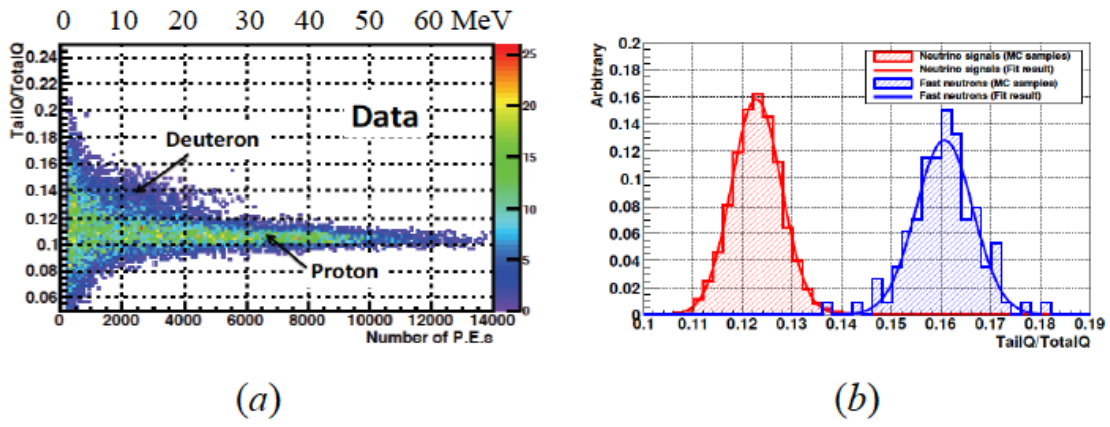 0 10 20 30 40 50 60 MeV
TailQ/TotalQ
0.24
0.22
0.2
0.18
0.16
0.14
0.12
0.1
0.08
0.06
Data
Deuteron
Proton
25
20
15
10
5
0
0 2000 4000 6000 8000 10000 12000 14000
Number of P.E.s
(a)
Arbitrary
0.2
0.18
0.16
0.14
0.12
0.1
0.08
0.06
0.04
0.02
0
Neutrino signals (MC samples)
Neutrino signals (Fit result)
Fast neutrons (MC samples)
Fast neutrons (Fit result)
0.1 0.11 0.12 0.13 0.14 0.15 0.16 0.17 0.18 0.19
TailQ/TotalQ
(b)